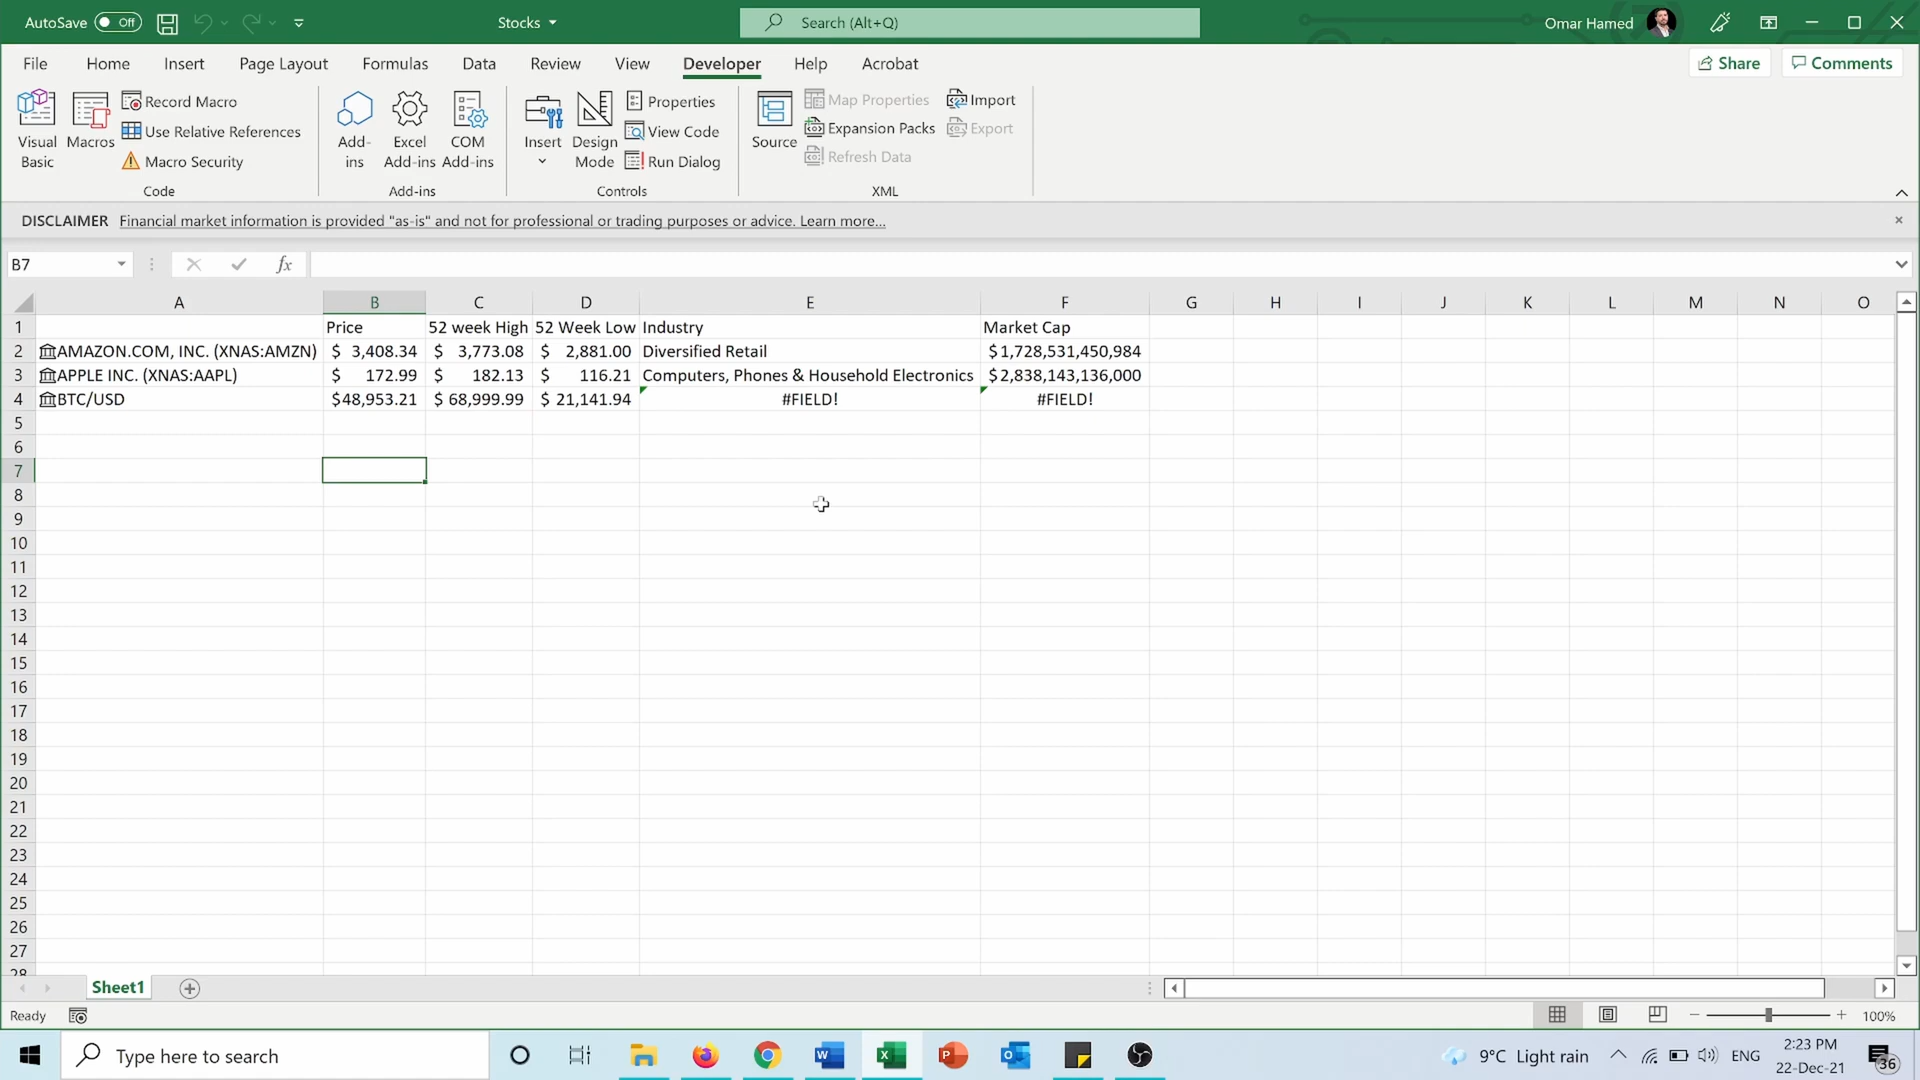 AutoSave Off
Stocks
Search (Alt+Q)
Omar Hamed
File Home Insert Page Layout Formulas Data Review View Developer Help Acrobat
Share Comments
Visual Basic
Macros
Record Macro
Use Relative References
Macro Security
Code
Add-ins
Excel Add-ins
COM Add-ins
Add-ins
Insert
Design Mode
Properties
View Code
Run Dialog
Controls
Source
Map Properties
Expansion Packs
Refresh Data
Import
Export
XML
DISCLAIMER Financial market information is provided "as-is" and not for professional or trading purposes or advice. Learn more...
B7
fx
A B C D E F G H I J K L M N O
1 Price 52 week High 52 Week Low Industry Market Cap
2 AMAZON.COM, INC. (XNAS:AMZN) $ 3,408.34 $ 3,773.08 $ 2,881.00 Diversified Retail $1,728,531,450,984
3 APPLE INC. (XNAS:AAPL) $ 172.99 $ 182.13 $ 116.21 Computers, Phones & Household Electronics $2,838,143,136,000
4 BTC/USD $48,953.21 $ 68,999.99 $ 21,141.94 #FIELD! #FIELD!
5
6
7
8
9
10
11
12
13
14
15
16
17
18
19
20
21
22
23
24
25
26
27
28
Sheet1
Ready
100%
Type here to search
9°C Light rain
ENG
2:23 PM
22-Dec-21
36